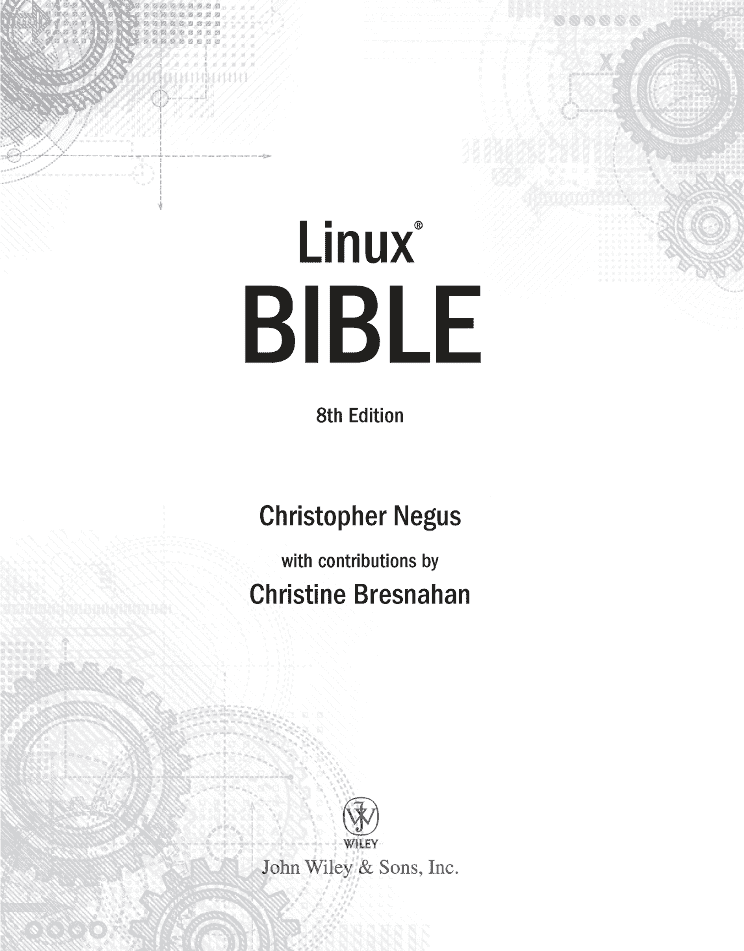 Linux®
BIBLE
8th Edition
Christopher Negus
with contributions by
Christine Bresnahan
WILEY
John Wiley & Sons, Inc.